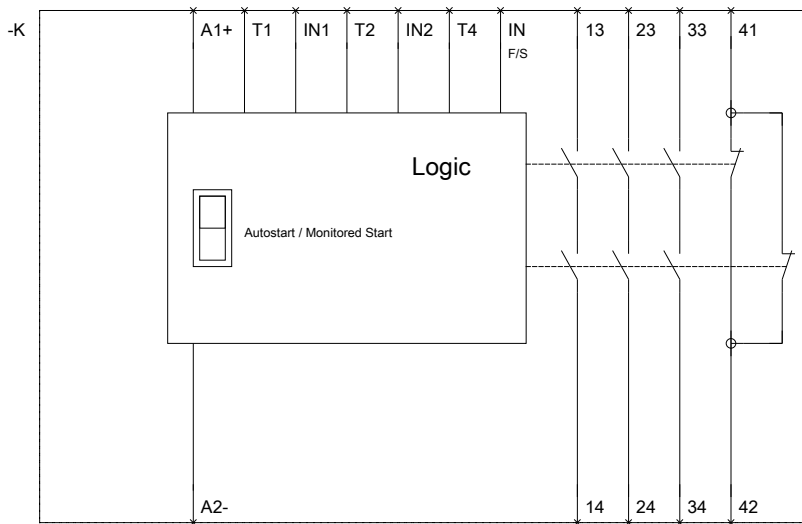 -K A1+ T1 IN1 T2 IN2 T4 IN 13 23 33 41
F/S
Logic
Autostart / Monitored Start
A2- 14 24 34 42